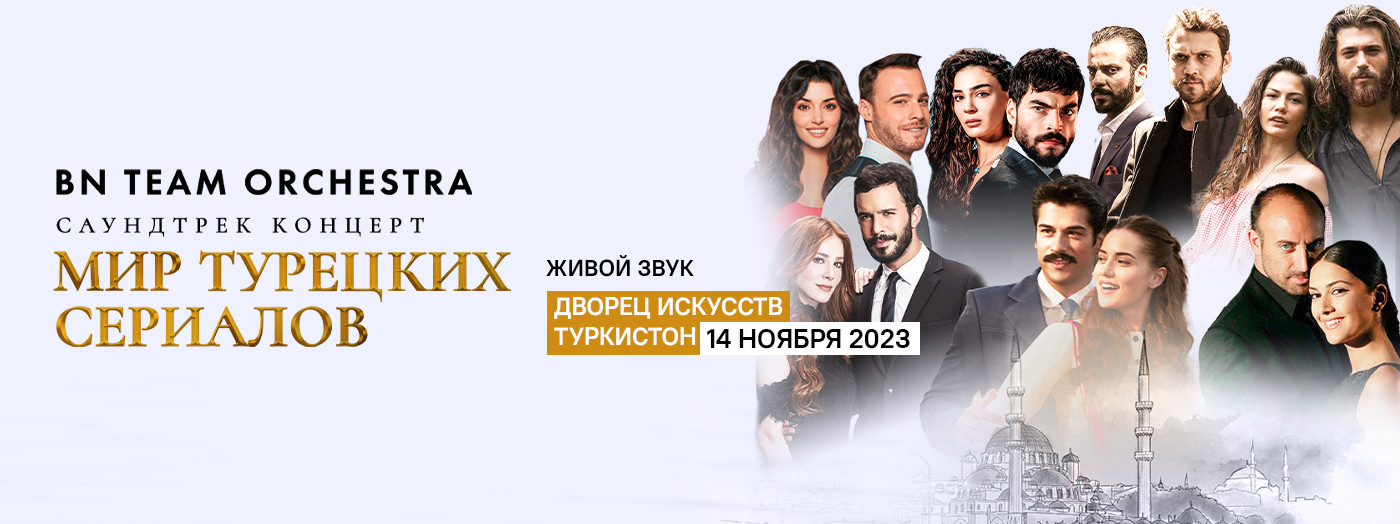 BN TEAM ORCHESTRA
САУНДТРЕК КОНЦЕРТ
МИР ТУРЕЦКИХ
СЕРИАЛОВ
ЖИВОЙ ЗВУК
ДВОРЕЦ ИСКУССТВ
ТУРКИСТОН 14 НОЯБРЯ 2023